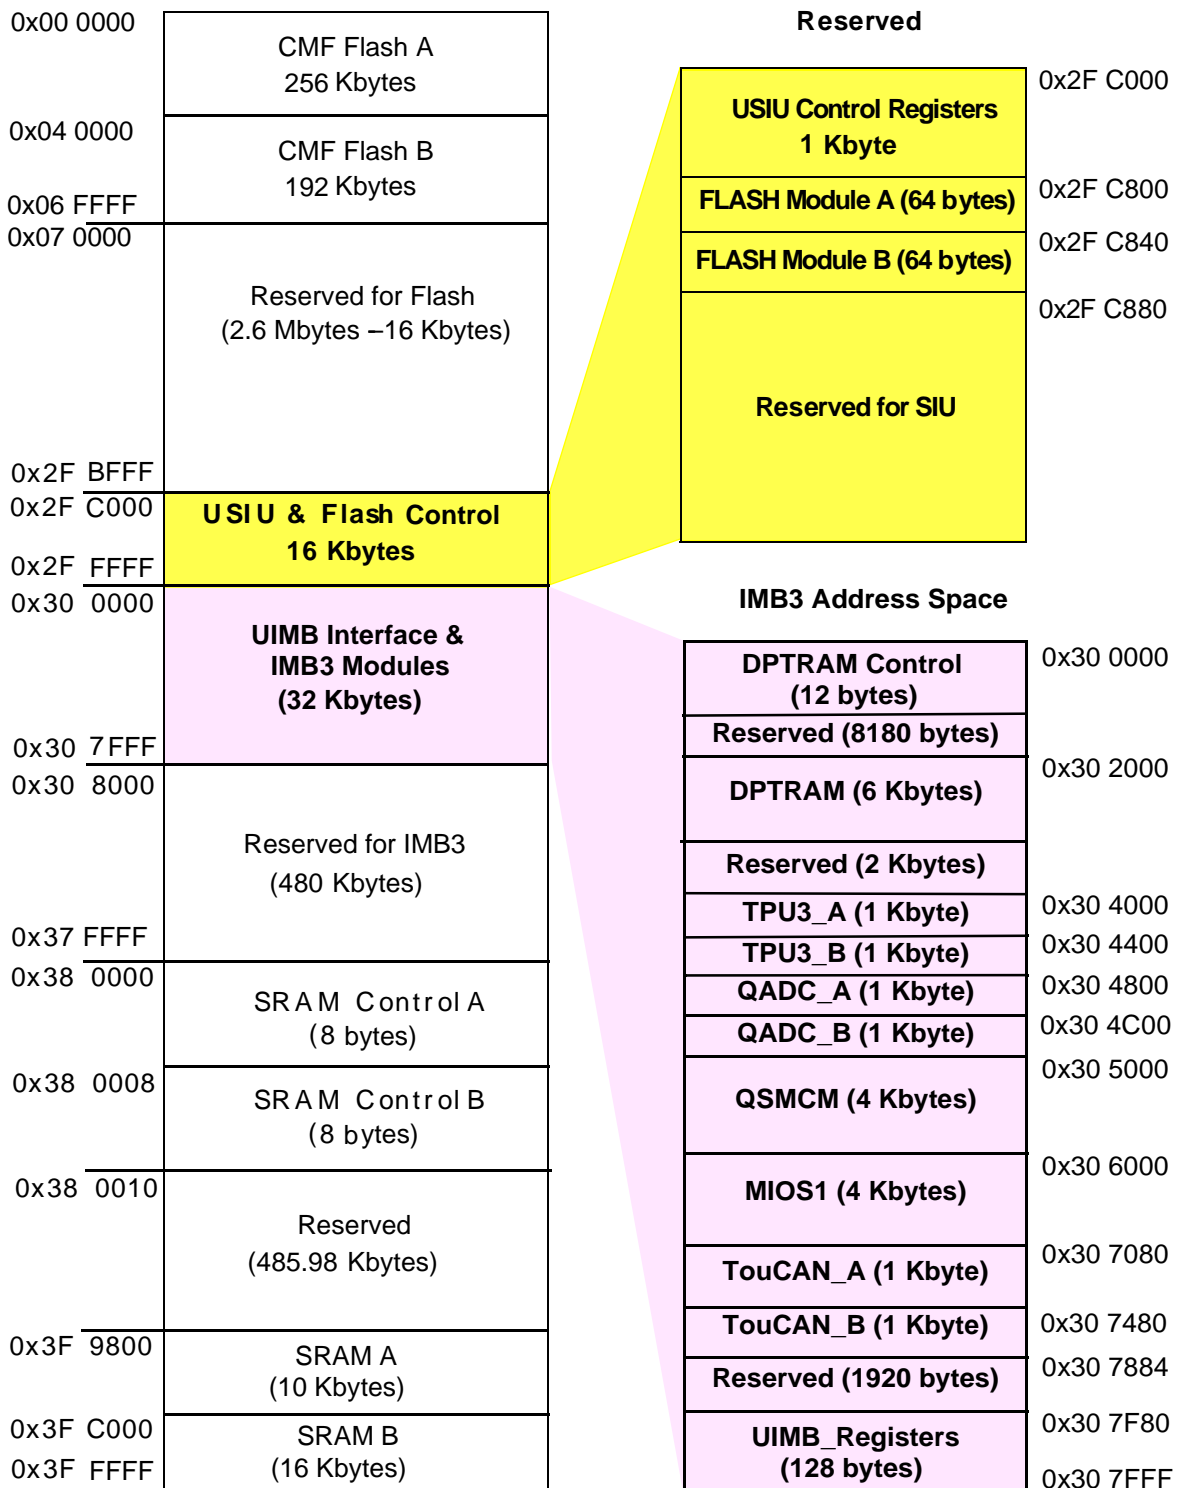 0x00 0000
CMF Flash A
256 Kbytes
0x04 0000
CMF Flash B
192 Kbytes
0x06 FFFF
0x07 0000
Reserved for Flash
(2.6 Mbytes –16 Kbytes)
0x2F BFFF
0x2F C000
USIU & Flash Control
16 Kbytes
0x2F FFFF
0x30 0000
UIMB Interface &
IMB3 Modules
(32 Kbytes)
0x30 7FFF
0x30 8000
Reserved for IMB3
(480 Kbytes)
0x37 FFFF
0x38 0000
SRAM Control A
(8 bytes)
0x38 0008
SRAM Control B
(8 bytes)
0x38 0010
Reserved
(485.98 Kbytes)
0x3F 9800
SRAM A
(10 Kbytes)
0x3F C000
SRAM B
(16 Kbytes)
0x3F FFFF
Reserved
0x2F C000
USIU Control Registers
1 Kbyte
FLASH Module A (64 bytes)
0x2F C800
FLASH Module B (64 bytes)
0x2F C840
0x2F C880
Reserved for SIU
IMB3 Address Space
DPTRAM Control
(12 bytes)
0x30 0000
Reserved (8180 bytes)
DPTRAM (6 Kbytes)
0x30 2000
Reserved (2 Kbytes)
TPU3_A (1 Kbyte)
0x30 4000
TPU3_B (1 Kbyte)
0x30 4400
QADC_A (1 Kbyte)
0x30 4800
QADC_B (1 Kbyte)
0x30 4C00
QSMCM (4 Kbytes)
0x30 5000
MIOS1 (4 Kbytes)
0x30 6000
TouCAN_A (1 Kbyte)
0x30 7080
TouCAN_B (1 Kbyte)
0x30 7480
Reserved (1920 bytes)
0x30 7884
UIMB_Registers
(128 bytes)
0x30 7F80
0x30 7FFF